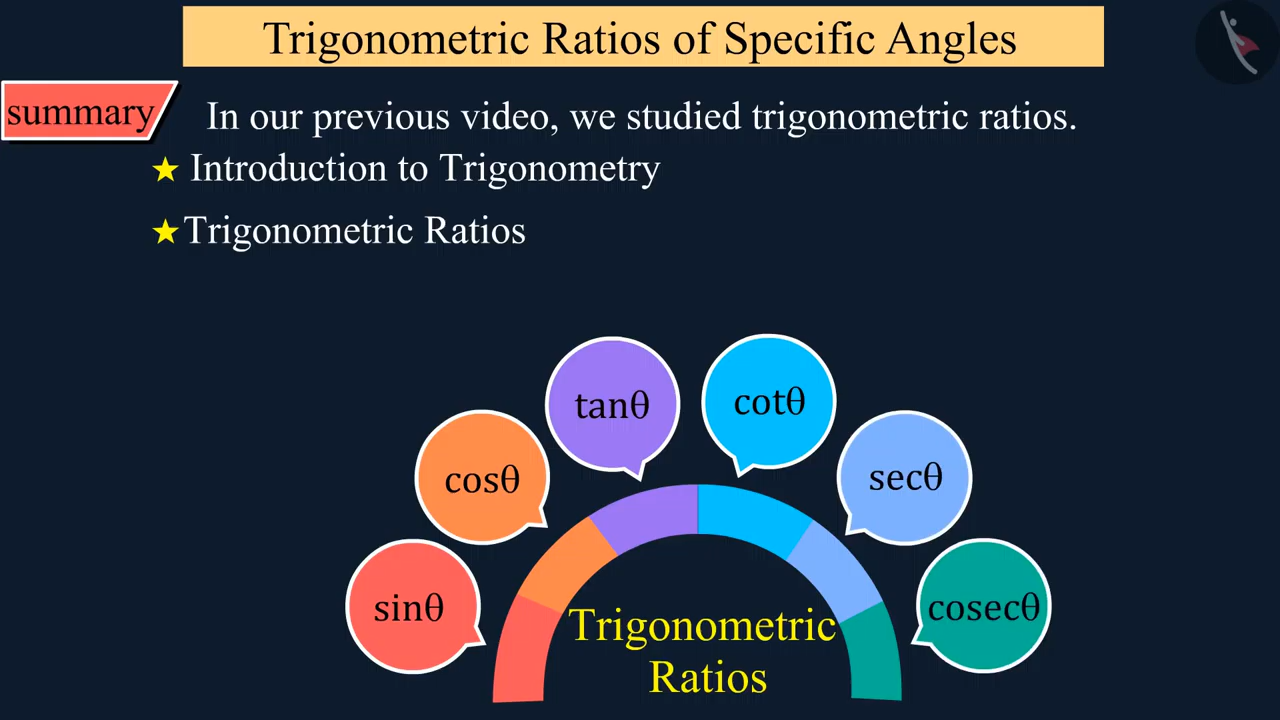 Trigonometric Ratios of Specific Angles
summary
In our previous video, we studied trigonometric ratios.
★ Introduction to Trigonometry
★ Trigonometric Ratios
tanθ
cotθ
cosθ
secθ
sinθ
cosecθ
Trigonometric
Ratios